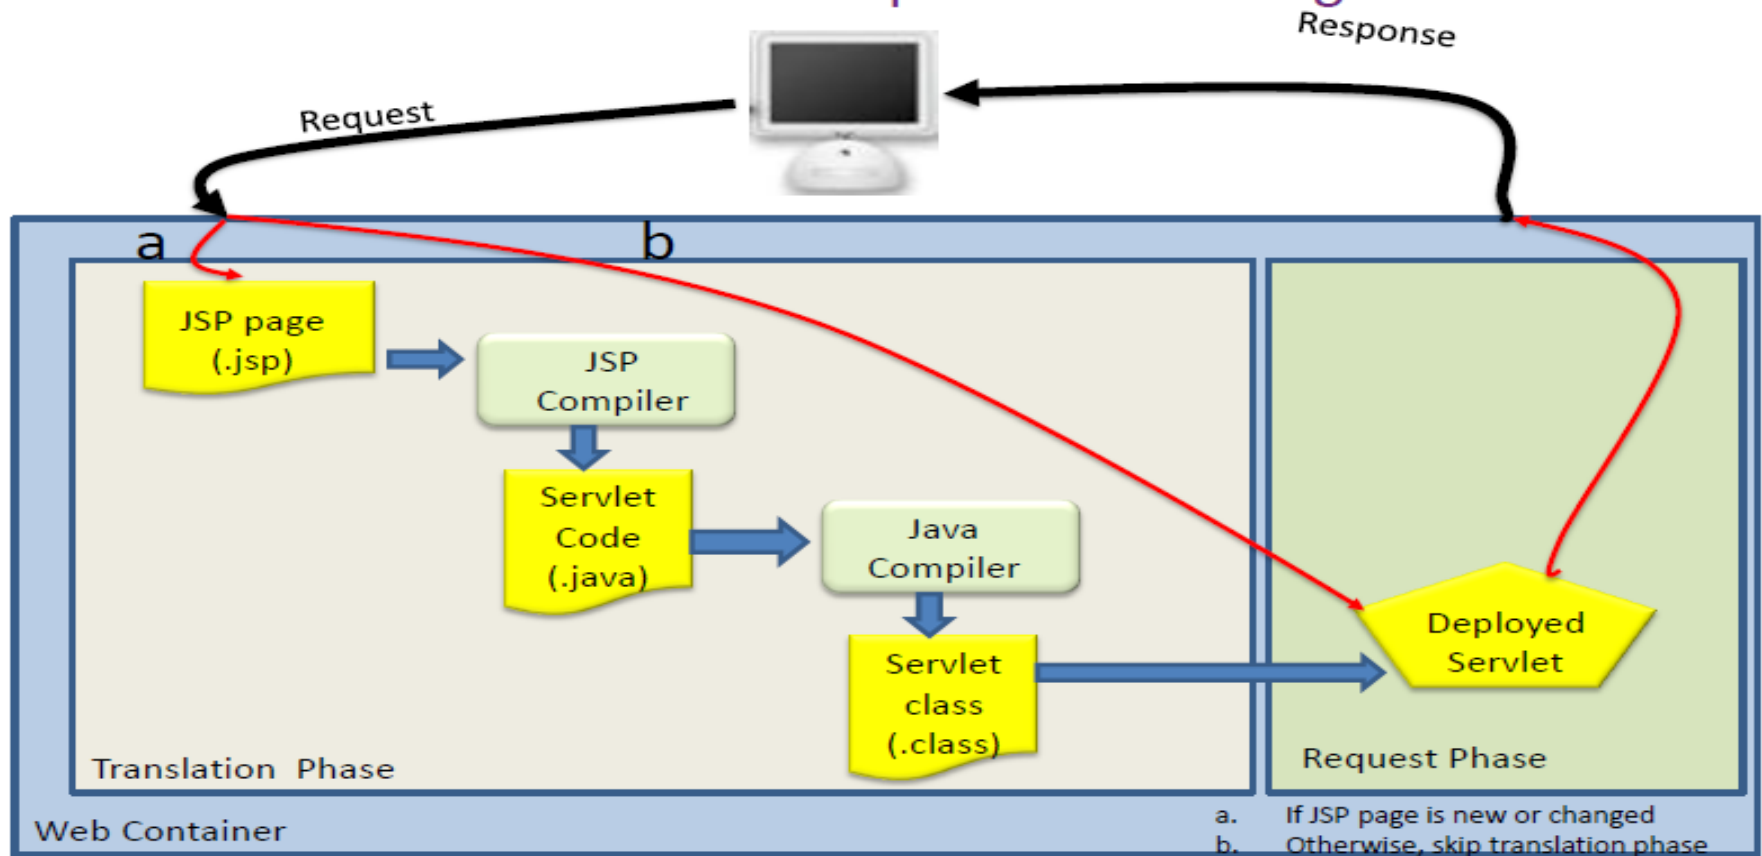 Response
Request
a
b
JSP page
(.jsp)
JSP
Compiler
Servlet
Code
(.java)
Java
Compiler
Servlet
class
(.class)
Deployed
Servlet
Translation Phase
Request Phase
Web Container
a. If JSP page is new or changed
b. Otherwise, skip translation phase